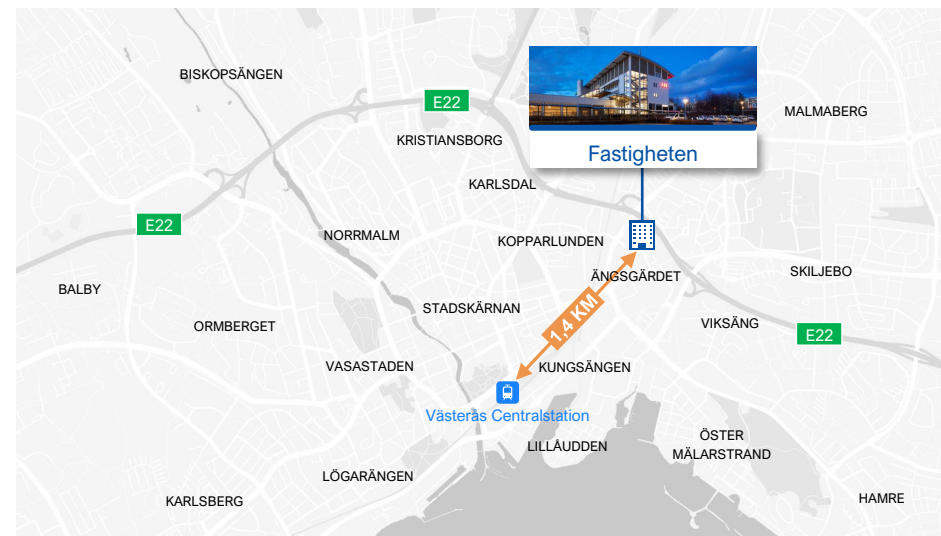 BISKOPSÄNGEN
E22
MALMABERG
KRISTIANSBORG
Fastigheten
KARLSDAL
E22
NORRMALM
KOPPARLUNDEN
ÄNGSGÄRDET
SKILJEBO
BALBY
STADSKÄRNAN
1,4 KM
ORMBERGET
VIKSÄNG
E22
VASASTADEN
KUNGSÄNGEN
Västerås Centralstation
LILLÅUDDEN
ÖSTER
MÄLARSTRAND
LÖGARÄNGEN
KARLSBERG
HAMRE